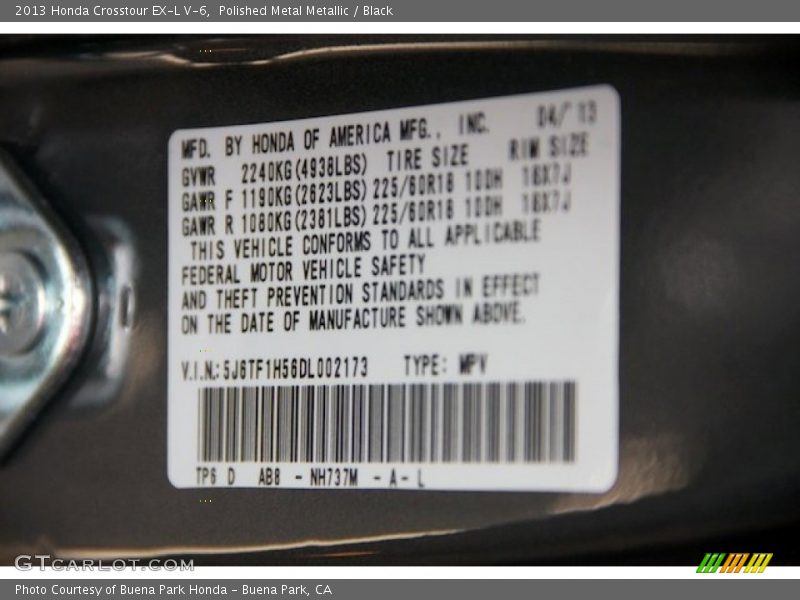 2013 Honda Crosstour EX-L V-6, Polished Metal Metallic / Black
MFD. BY HONDA OF AMERICA MFG., INC. 04/ 13
GVWR 2240KG(4938LBS) TIRE SIZE RIM SIZE
GAWR F 1190KG(2623LBS) 225/60R18 100H 18X7J
GAWR R 1080KG(2381LBS) 225/60R18 100H 18X7J
THIS VEHICLE CONFORMS TO ALL APPLICABLE
FEDERAL MOTOR VEHICLE SAFETY
AND THEFT PREVENTION STANDARDS IN EFFECT
ON THE DATE OF MANUFACTURE SHOWN ABOVE.
V.I.N.:5J6TF1H56DL002173 TYPE: MPV
TP6 D AB8 - NH737M - A - L
GTCARLOT.COM
Photo Courtesy of Buena Park Honda - Buena Park, CA